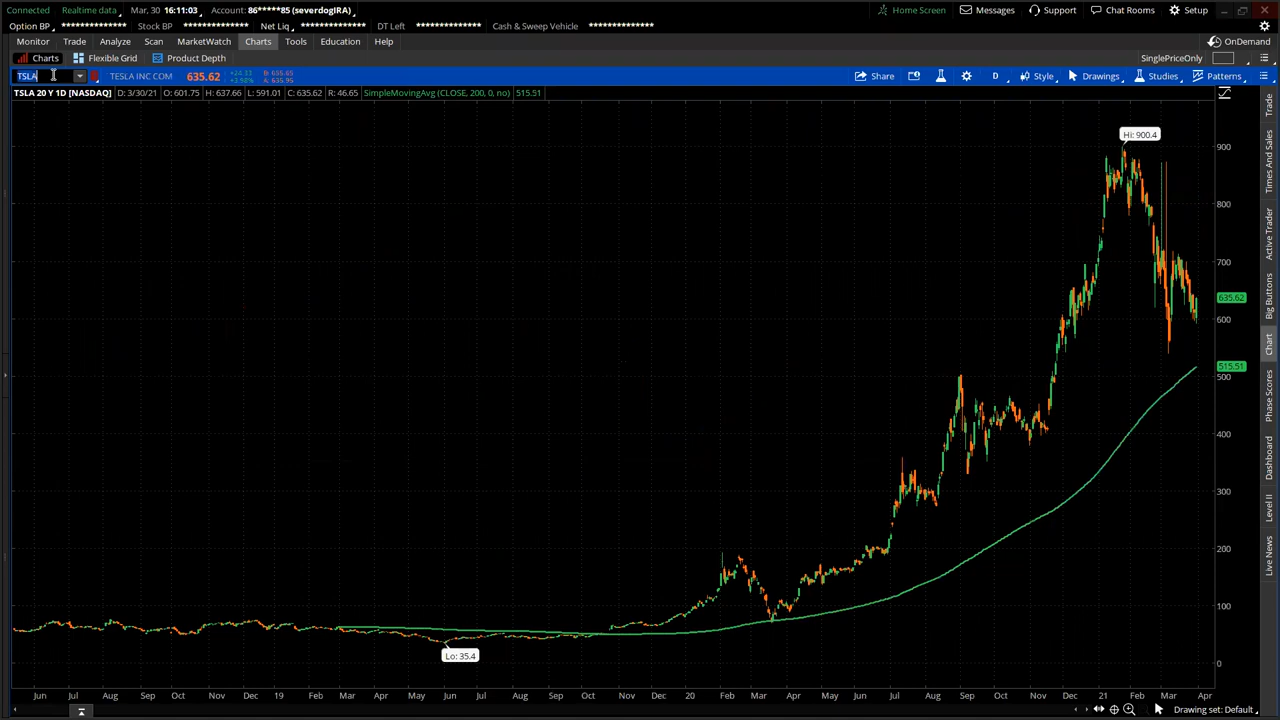 Connected Realtime data Mar, 30 16:11:03 Account: 86*****85 (severdogIRA) Home Screen Messages Support Chat Rooms Setup
Option BP ************** Stock BP ************** Net Liq ************** DT Left ************** Cash & Sweep Vehicle **************
Monitor Trade Analyze Scan MarketWatch Charts Tools Education Help OnDemand
Charts Flexible Grid Product Depth SinglePriceOnly
TSLA TESLA INC COM 635.62 +24.33 +3.98% B: 635.65 A: 635.95 Share D Style Drawings Studies Patterns
TSLA 20 Y 1D [NASDAQ] D: 3/30/21 O: 601.75 H: 637.66 L: 591.01 C: 635.62 R: 46.65 SimpleMovingAvg (CLOSE, 200, 0, no) 515.51
Hi: 900.4
900
800
700
635.62
600
515.51
500
400
300
200
100
Lo: 35.4
0
Jun Jul Aug Sep Oct Nov Dec 19 Feb Mar Apr May Jun Jul Aug Sep Oct Nov Dec 20 Feb Mar Apr May Jun Jul Aug Sep Oct Nov Dec 21 Feb Mar Apr
Drawing set: Default
Trade
Times And Sales
Active Trader
Big Buttons
Chart
Phase Scores
Dashboard
Level II
Live News